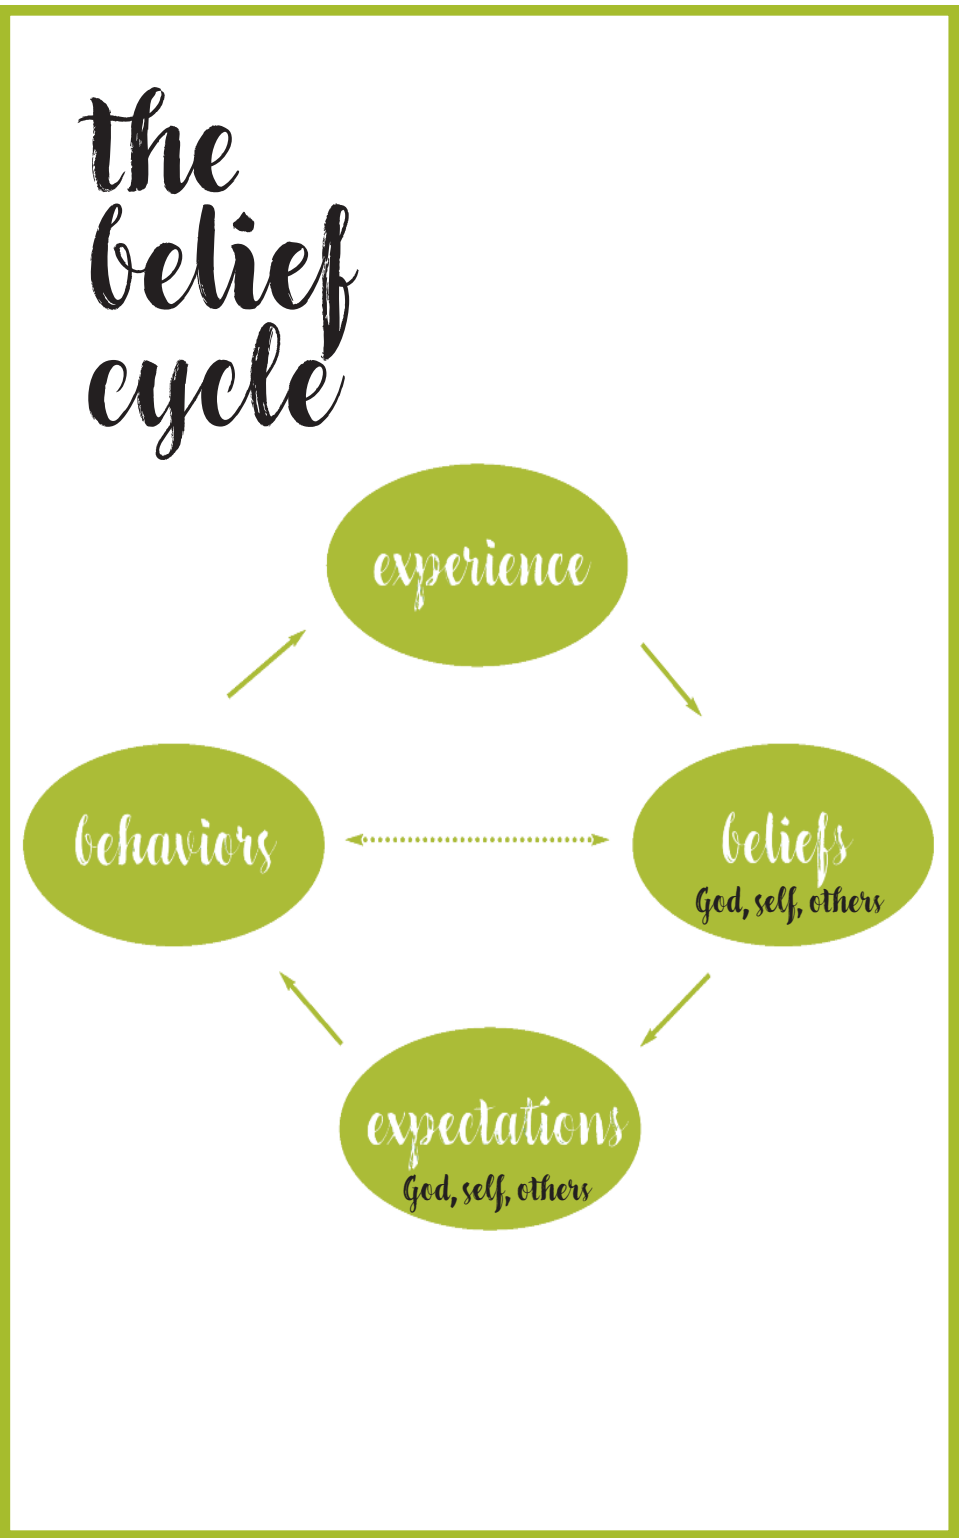 the
belief
cycle
experience
behaviors
beliefs
God, self, others
expectations
God, self, others